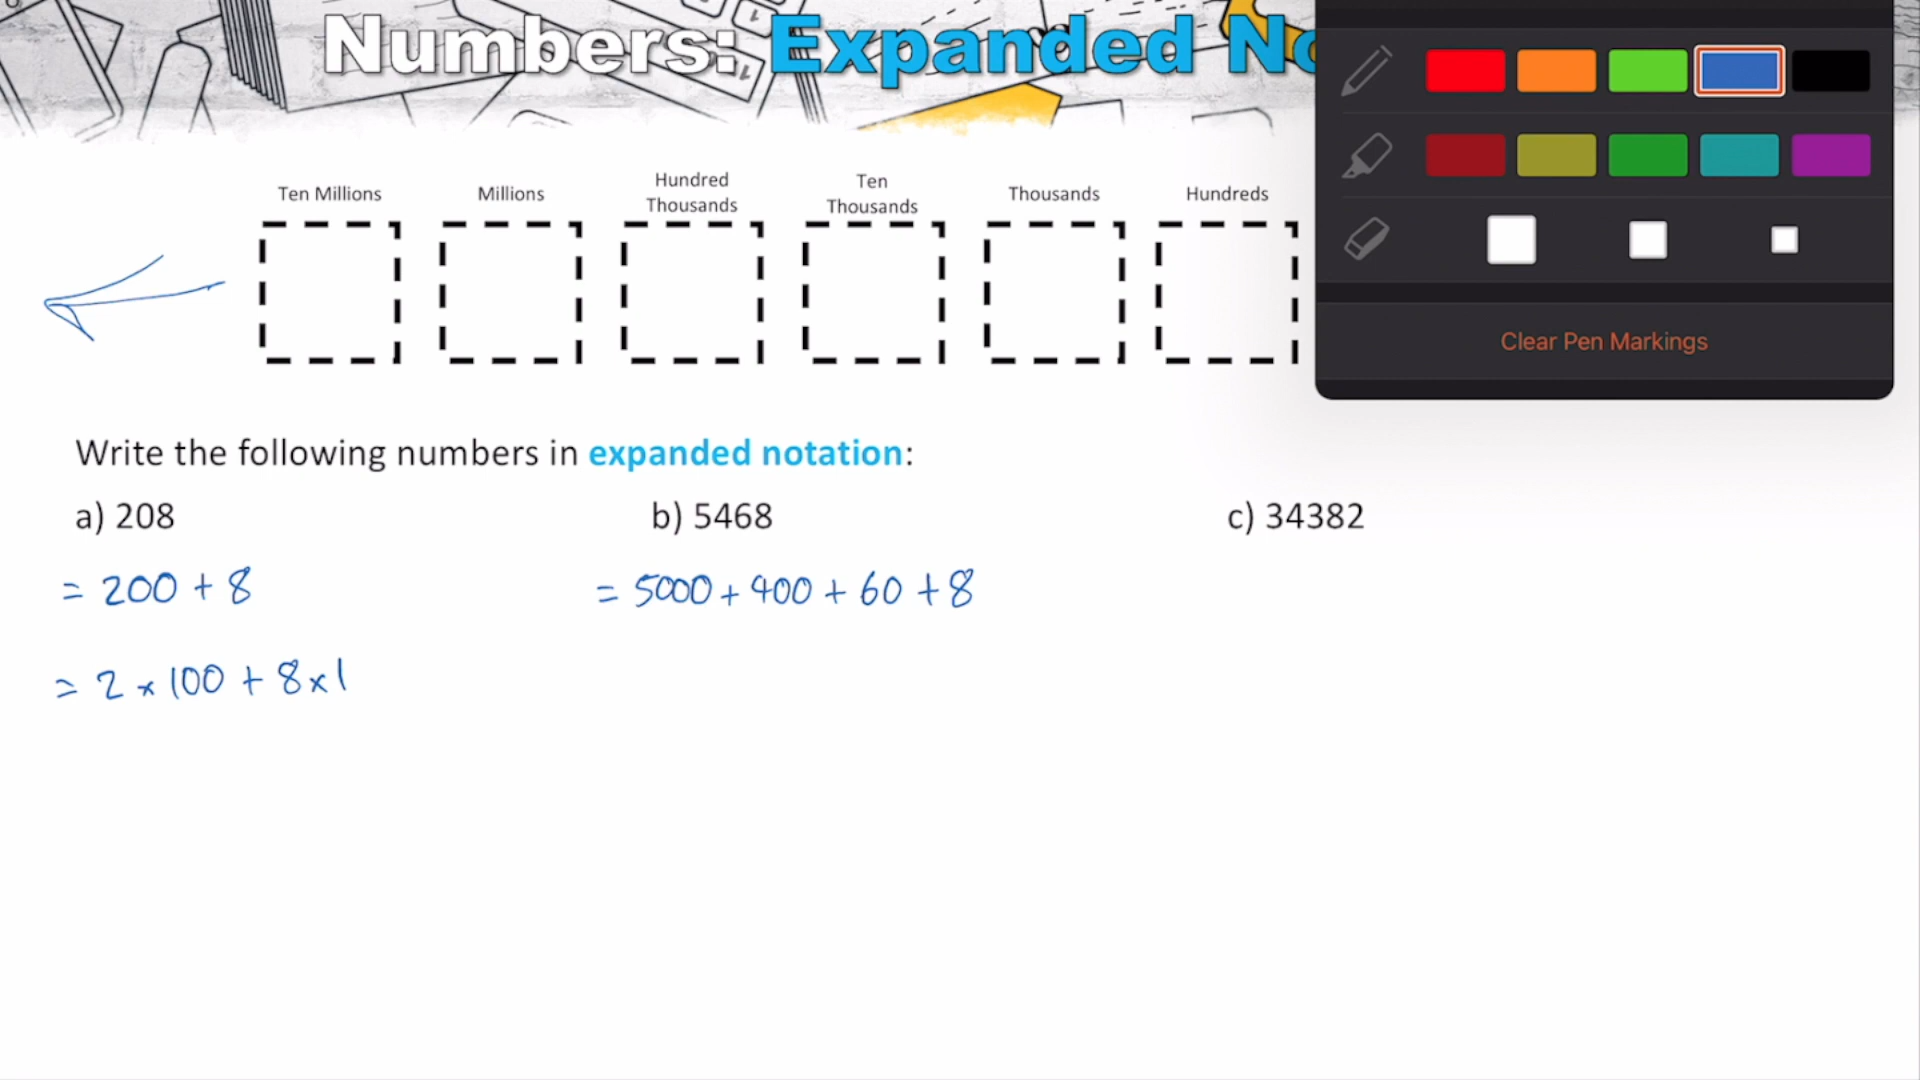 Numbers: Expanded No
Ten Millions
Millions
Hundred
Thousands
Ten
Thousands
Thousands
Hundreds
Clear Pen Markings
Write the following numbers in expanded notation:
a) 208
b) 5468
c) 34382
= 200 + 8
= 5000 + 400 + 60 + 8
= 2 × 100 + 8 × 1